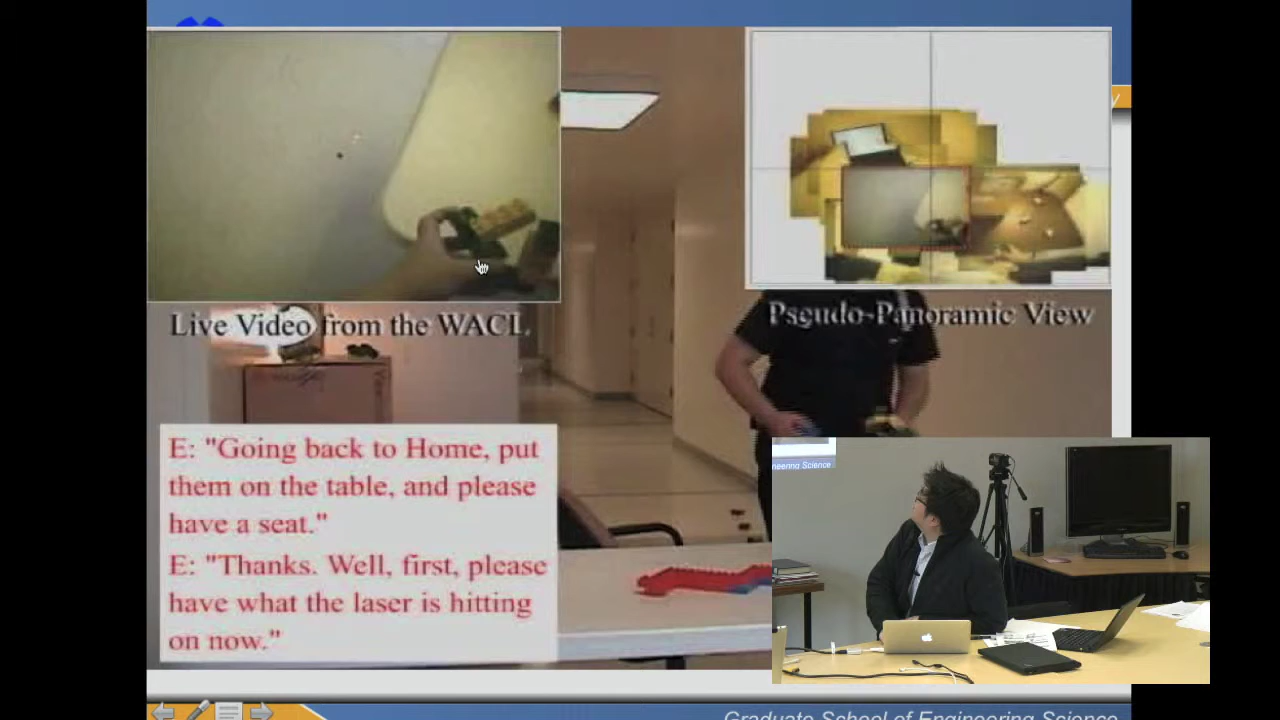 Live Video from the WACL
Pseudo-Panoramic View
E: "Going back to Home, put
them on the table, and please
have a seat."
E: "Thanks. Well, first, please
have what the laser is hitting
on now."
neering Science
Graduate School of Engineering Science